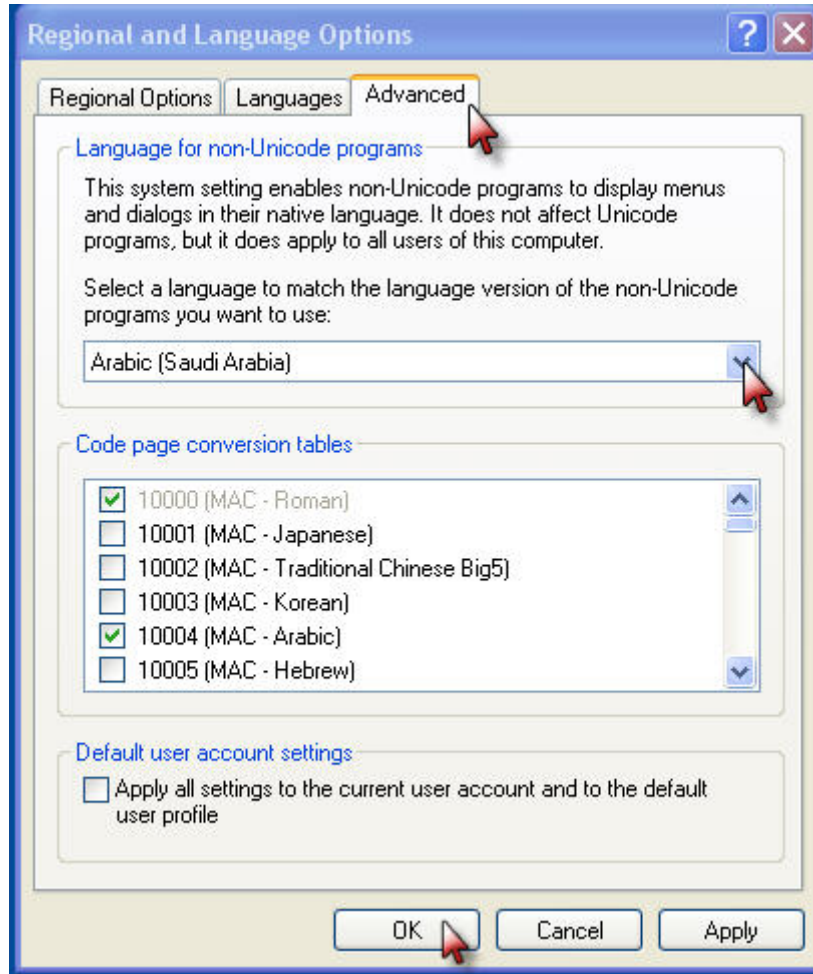 Regional and Language Options
Regional Options
Languages
Advanced
Language for non-Unicode programs
This system setting enables non-Unicode programs to display menus
and dialogs in their native language. It does not affect Unicode
programs, but it does apply to all users of this computer.
Select a language to match the language version of the non-Unicode
programs you want to use:
Arabic (Saudi Arabia)
Code page conversion tables
10000 (MAC - Roman)
10001 (MAC - Japanese)
10002 (MAC - Traditional Chinese Big5)
10003 (MAC - Korean)
10004 (MAC - Arabic)
10005 (MAC - Hebrew)
Default user account settings
Apply all settings to the current user account and to the default
user profile
OK
Cancel
Apply